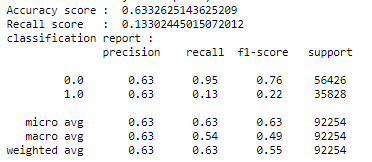 Accuracy score : 0.6332625143625209
Recall score : 0.13302445015072012
classification report :
precision recall f1-score support
0.0 0.63 0.95 0.76 56426
1.0 0.63 0.13 0.22 35828
micro avg 0.63 0.63 0.63 92254
macro avg 0.63 0.54 0.49 92254
weighted avg 0.63 0.63 0.55 92254